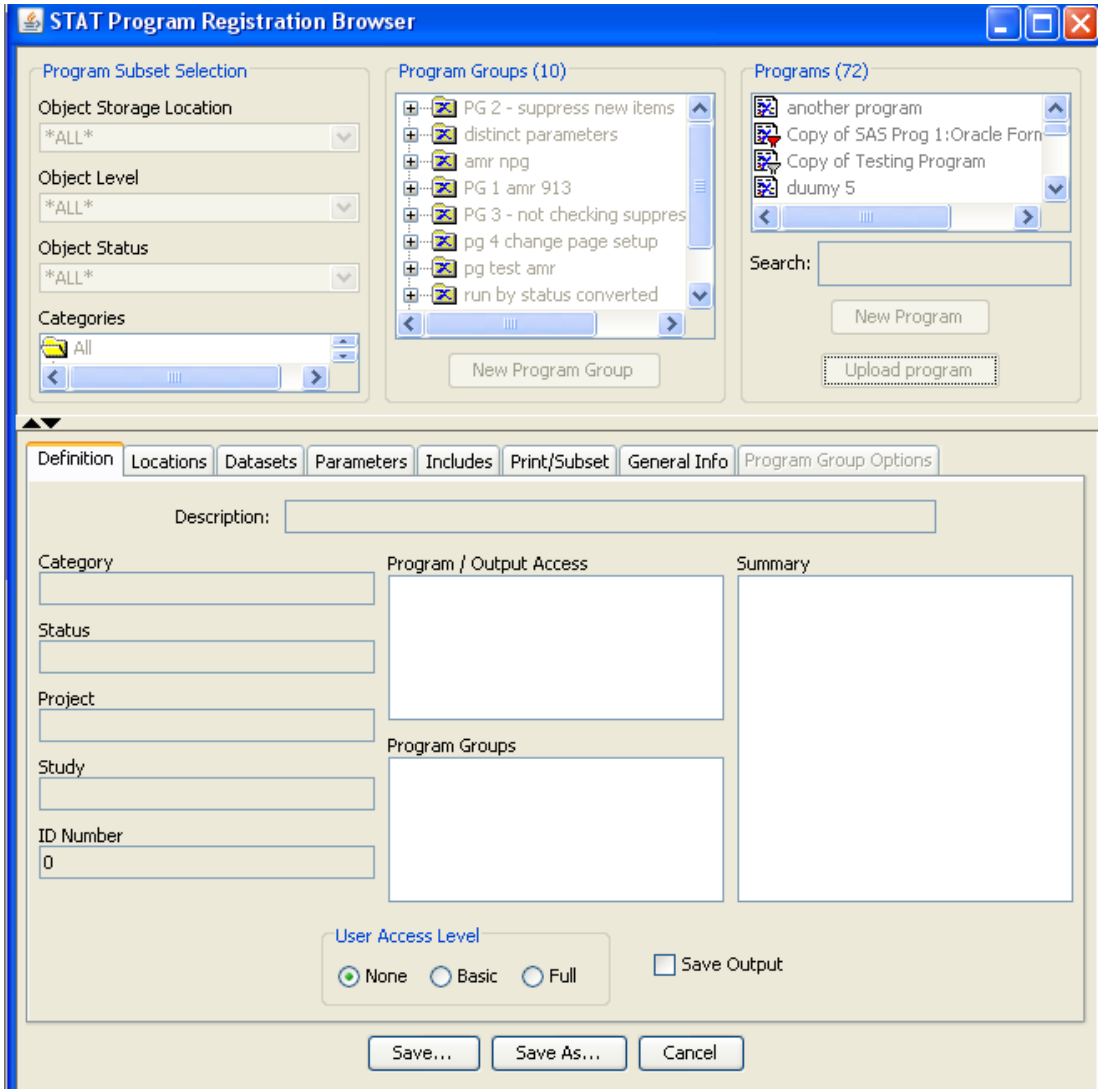 STAT Program Registration Browser
Program Subset Selection
Object Storage Location
*ALL*
Object Level
*ALL*
Object Status
*ALL*
Categories
All
Program Groups (10)
PG 2 - suppress new items
distinct parameters
amr npg
PG 1 amr 913
PG 3 - not checking suppres
pg 4 change page setup
pg test amr
run by status converted
New Program Group
Programs (72)
another program
Copy of SAS Prog 1:Oracle Forn
Copy of Testing Program
duumy 5
Search:
New Program
Upload program
Definition Locations Datasets Parameters Includes Print/Subset General Info Program Group Options
Description:
Category
Status
Project
Study
ID Number
0
Program / Output Access
Program Groups
Summary
User Access Level
None Basic Full
Save Output
Save... Save As... Cancel